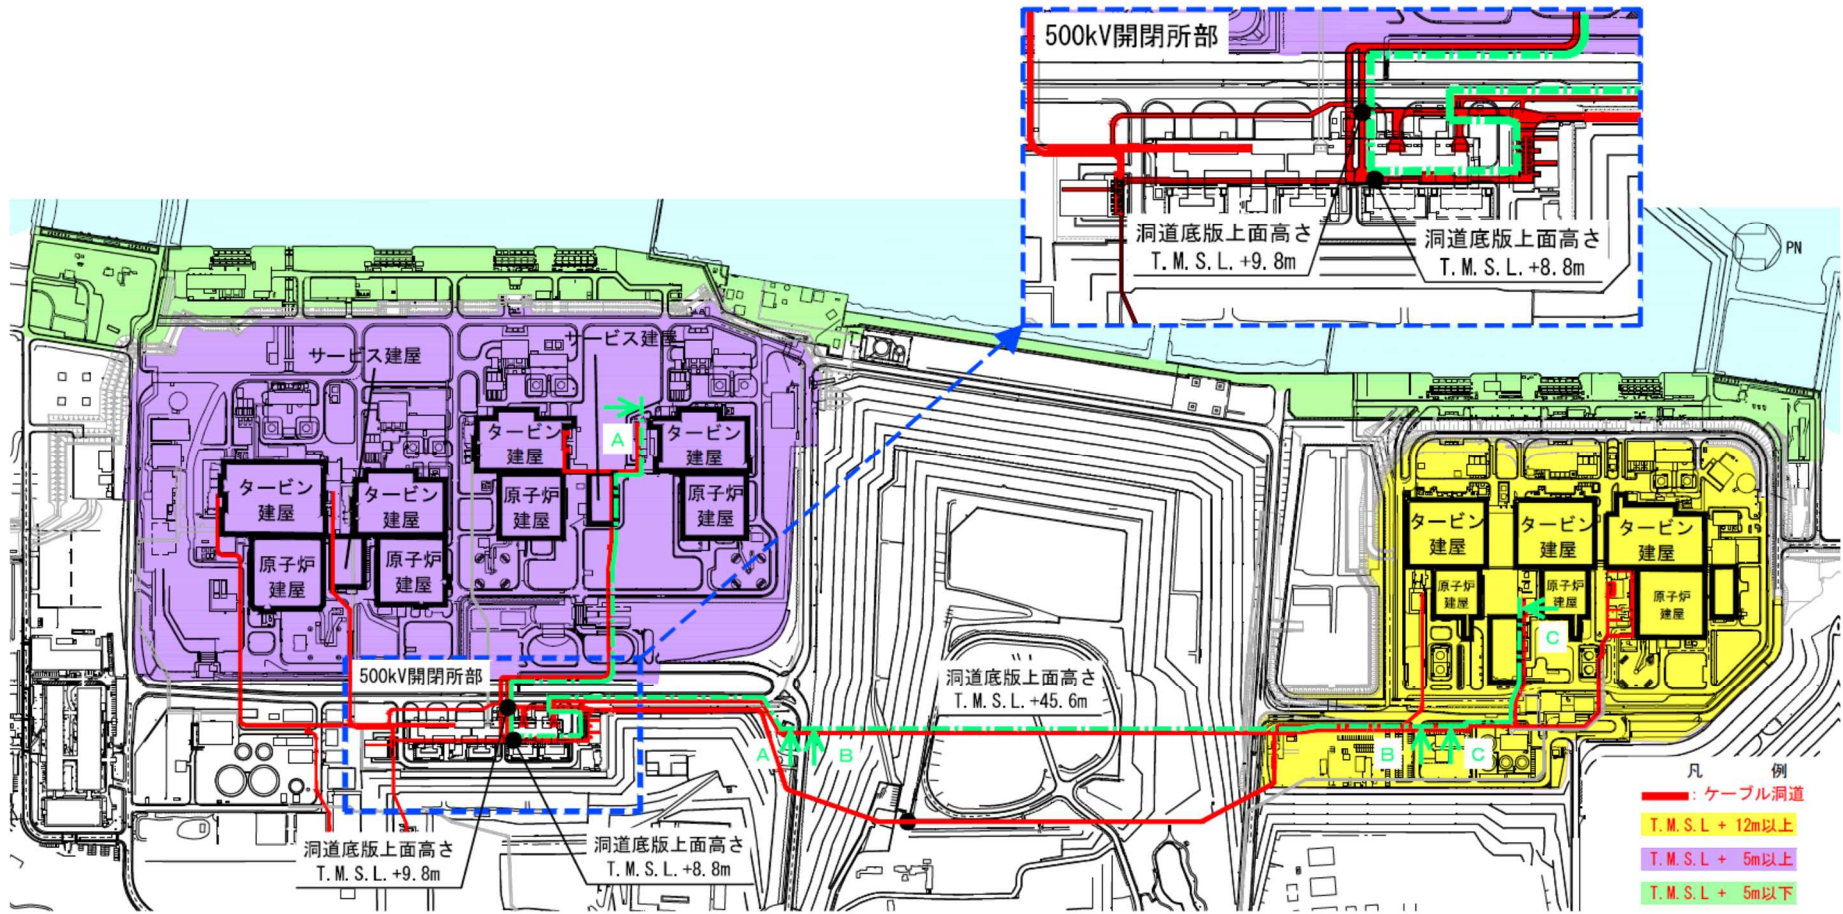 500kV開閉所部
洞道底版上面高さ
T.M.S.L.+9.8m
洞道底版上面高さ
T.M.S.L.+8.8m
PN
サービス建屋
サービス建屋
A
タービン
建屋
タービン
建屋
タービン
建屋
タービン
建屋
原子炉
建屋
原子炉
建屋
原子炉
建屋
原子炉
建屋
タービン
建屋
タービン
建屋
タービン
建屋
原子炉
建屋
原子炉
建屋
原子炉
建屋
C
500kV開閉所部
洞道底版上面高さ
T.M.S.L.+45.6m
A
B
B
C
洞道底版上面高さ
T.M.S.L.+9.8m
洞道底版上面高さ
T.M.S.L.+8.8m
凡 例
：ケーブル洞道
T.M.S.L + 12m以上
T.M.S.L + 5m以上
T.M.S.L + 5m以下